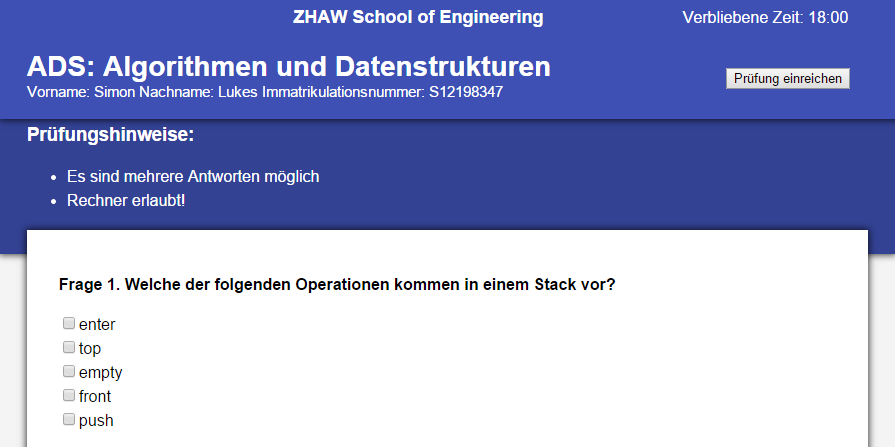 ZHAW School of Engineering
Verbliebene Zeit: 18:00
ADS: Algorithmen und Datenstrukturen
Vorname: Simon Nachname: Lukes Immatrikulationsnummer: S12198347
Prüfung einreichen
Prüfungshinweise:
Es sind mehrere Antworten möglich
Rechner erlaubt!
Frage 1. Welche der folgenden Operationen kommen in einem Stack vor?
enter
top
empty
front
push